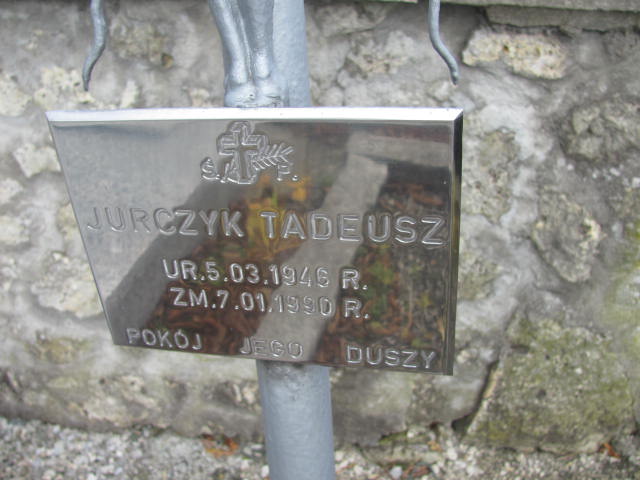 Ś. P.
JURCZYK TADEUSZ
UR.5.03.1946 R.
ZM.7.01.1990 R.
POKÓJ JEGO DUSZY